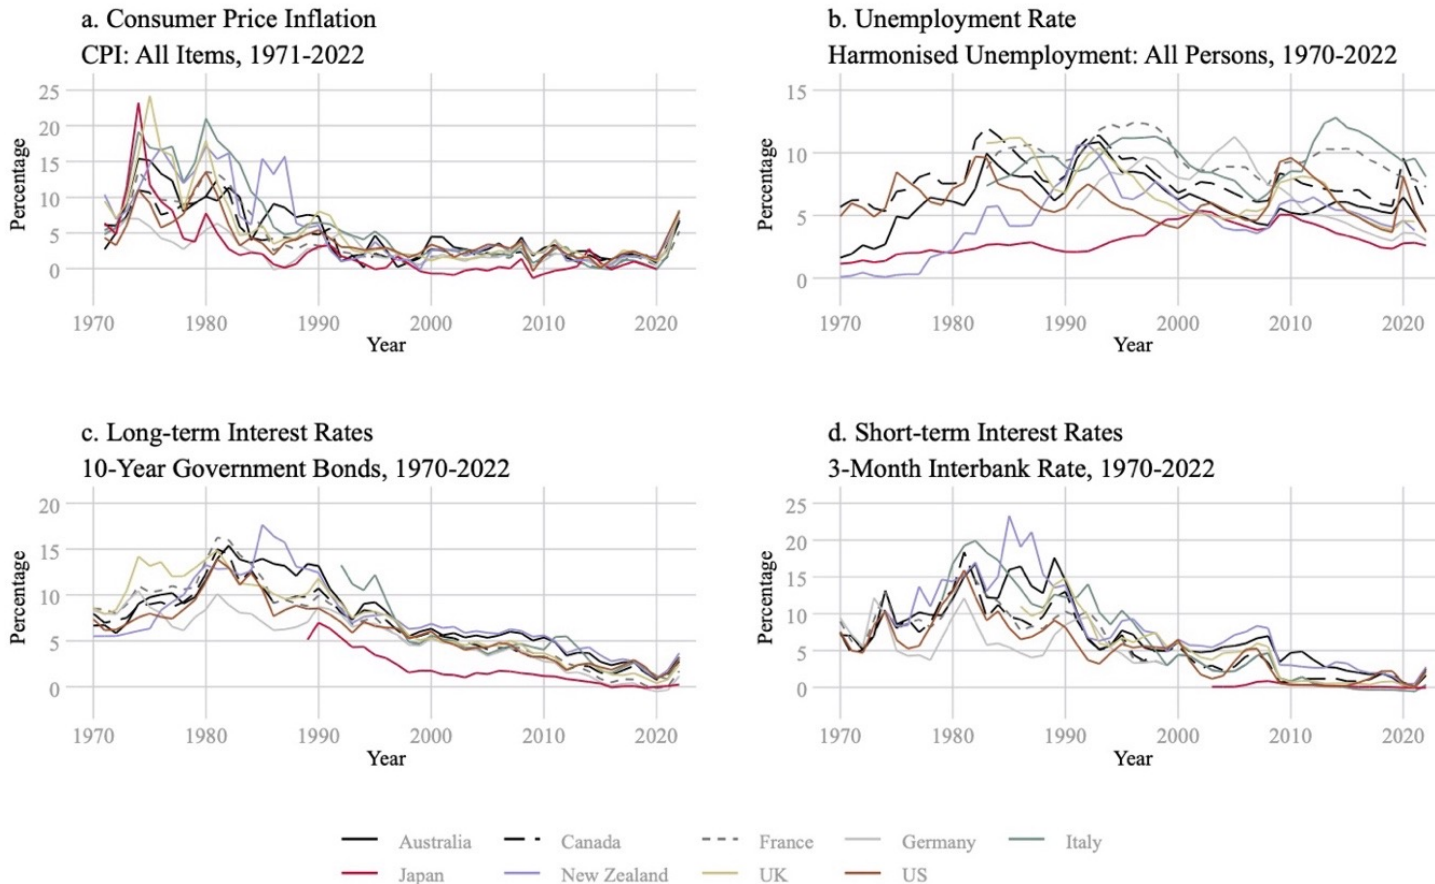 a. Consumer Price Inflation
CPI: All Items, 1971-2022
25
20
15
10
5
0
Percentage
1970 1980 1990 2000 2010 2020
Year
b. Unemployment Rate
Harmonised Unemployment: All Persons, 1970-2022
15
10
5
0
Percentage
1970 1980 1990 2000 2010 2020
Year
c. Long-term Interest Rates
10-Year Government Bonds, 1970-2022
20
15
10
5
0
Percentage
1970 1980 1990 2000 2010 2020
Year
d. Short-term Interest Rates
3-Month Interbank Rate, 1970-2022
25
20
15
10
5
0
Percentage
1970 1980 1990 2000 2010 2020
Year
Australia Canada France Germany Italy
Japan New Zealand UK US